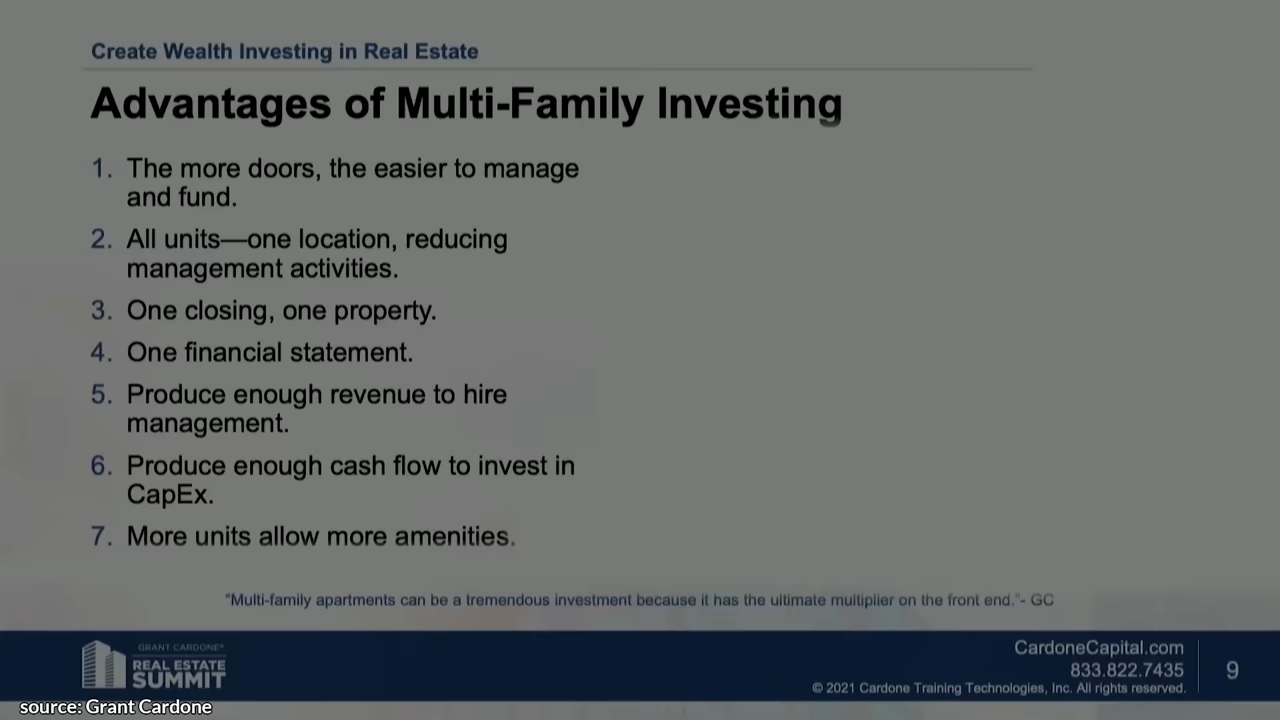 Create Wealth Investing in Real Estate
Advantages of Multi-Family Investing
1. The more doors, the easier to manage
and fund.
2. All units—one location, reducing
management activities.
3. One closing, one property.
4. One financial statement.
5. Produce enough revenue to hire
management.
6. Produce enough cash flow to invest in
CapEx.
7. More units allow more amenities.
"Multi-family apartments can be a tremendous investment because it has the ultimate multiplier on the front end."- GC
GRANT CARDONE®
REAL ESTATE
SUMMIT
CardoneCapital.com
833.822.7435
© 2021 Cardone Training Technologies, Inc. All rights reserved.
9
source: Grant Cardone